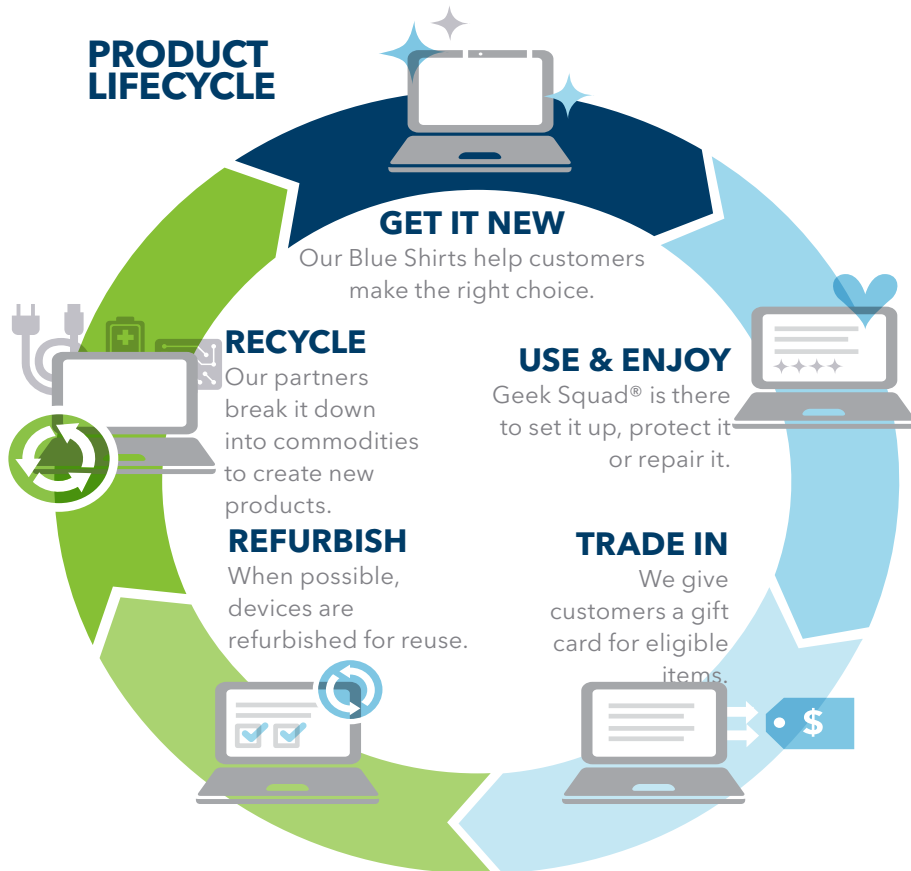 PRODUCT
LIFECYCLE
GET IT NEW
Our Blue Shirts help customers
make the right choice.
USE & ENJOY
Geek Squad® is there
to set it up, protect it
or repair it.
TRADE IN
We give
customers a gift
card for eligible
items.
$
REFURBISH
When possible,
devices are
refurbished for reuse.
RECYCLE
Our partners
break it down
into commodities
to create new
products.